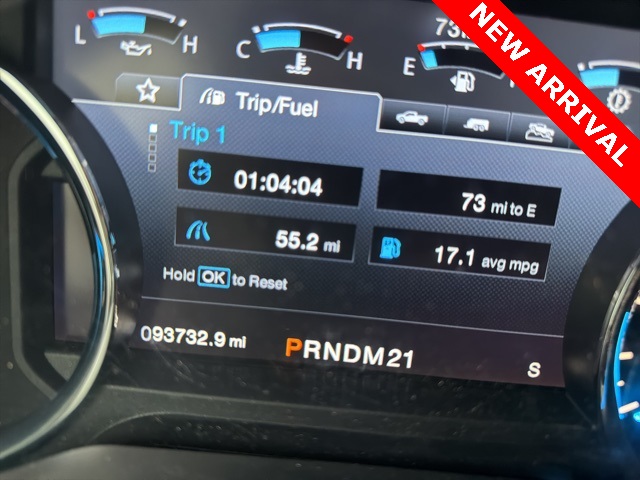 L H
C H
73
E
NEW ARRIVAL
Trip/Fuel
Trip 1
01:04:04
73 mi to E
55.2 mi
17.1 avg mpg
Hold OK to Reset
093732.9 mi
PRNDM21
S